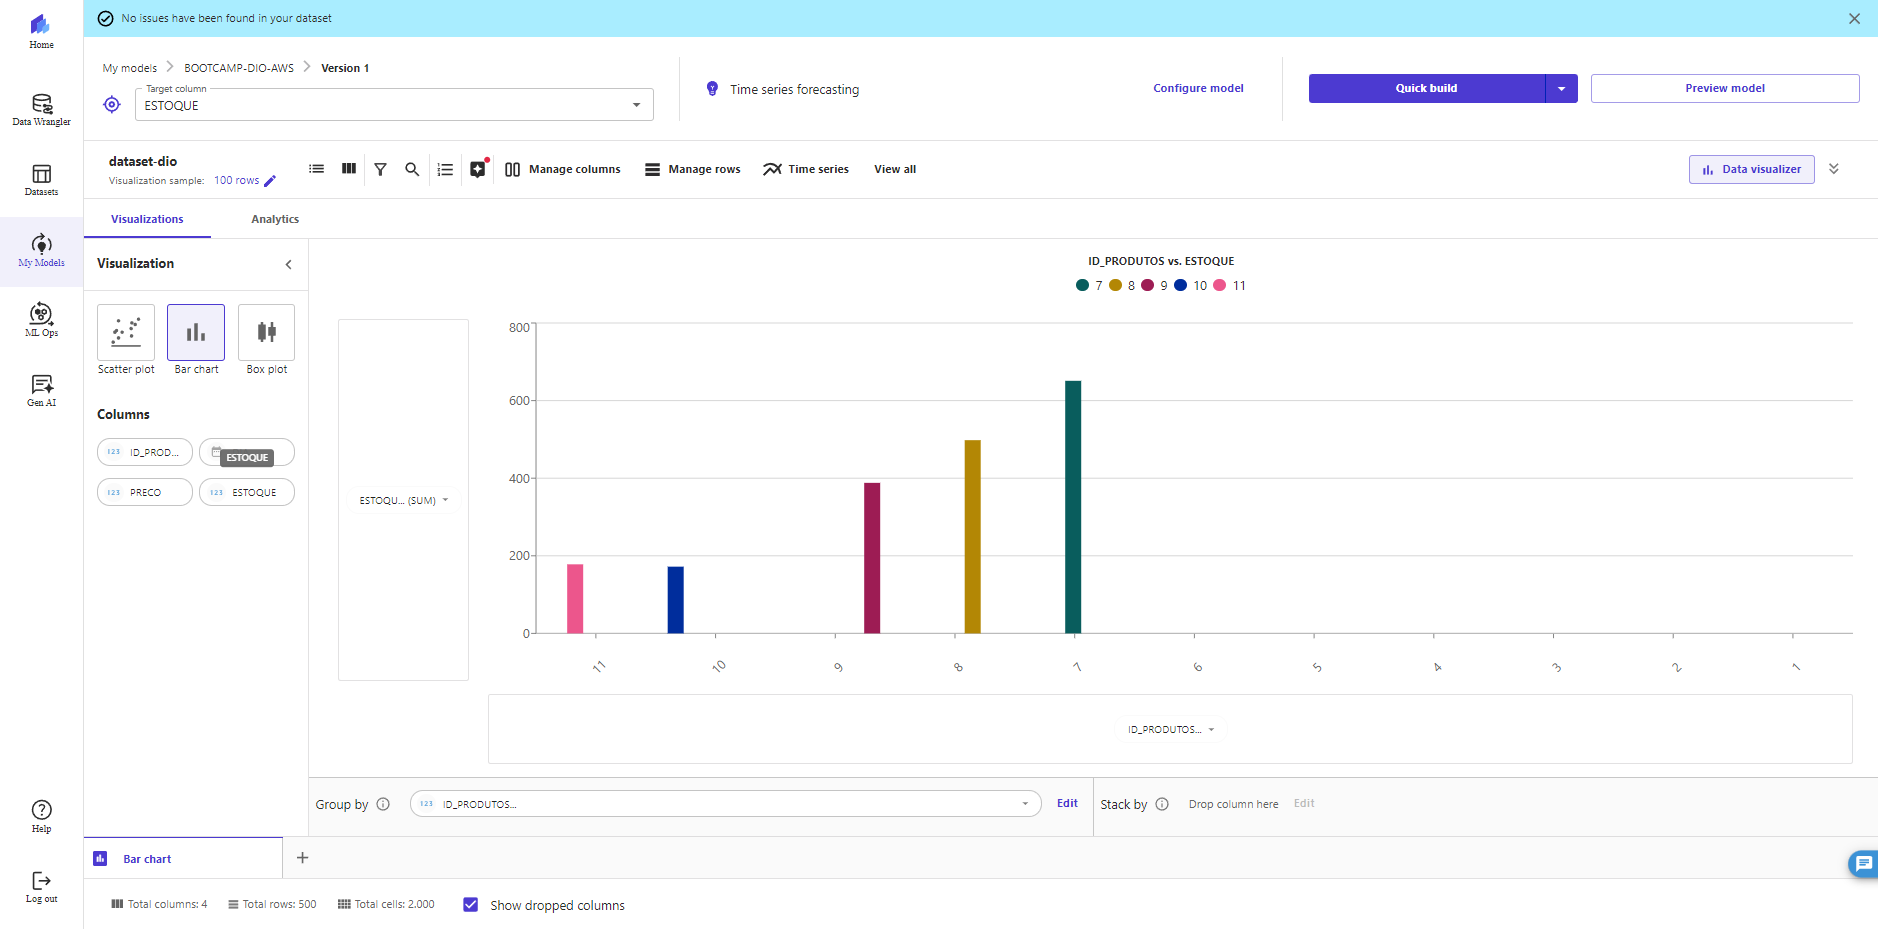 No issues have been found in your dataset
Home
Data Wrangler
Datasets
My Models
ML Ops
Gen AI
Help
Log out
My models
BOOTCAMP-DIO-AWS
Version 1
Target column
ESTOQUE
Time series forecasting
Configure model
Quick build
Preview model
dataset-dio
Visualization sample: 100 rows
Manage columns
Manage rows
Time series
View all
Data visualizer
Visualizations
Analytics
Visualization
Scatter plot
Bar chart
Box plot
Columns
123 ID_PROD...
ESTOQUE
123 PRECO
123 ESTOQUE
ID_PRODUTOS vs. ESTOQUE
7 8 9 10 11
ESTOQU... (SUM)
800
600
400
200
0
11 10 9 8 7 6 5 4 3 2 1
ID_PRODUTOS...
Group by
123 ID_PRODUTOS...
Edit
Stack by
Drop column here
Edit
Bar chart
Total columns: 4
Total rows: 500
Total cells: 2.000
Show dropped columns